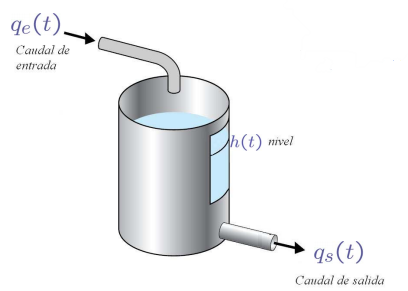 qₑ(t)
Caudal de
entrada
h(t) nivel
qₛ(t)
Caudal de salida